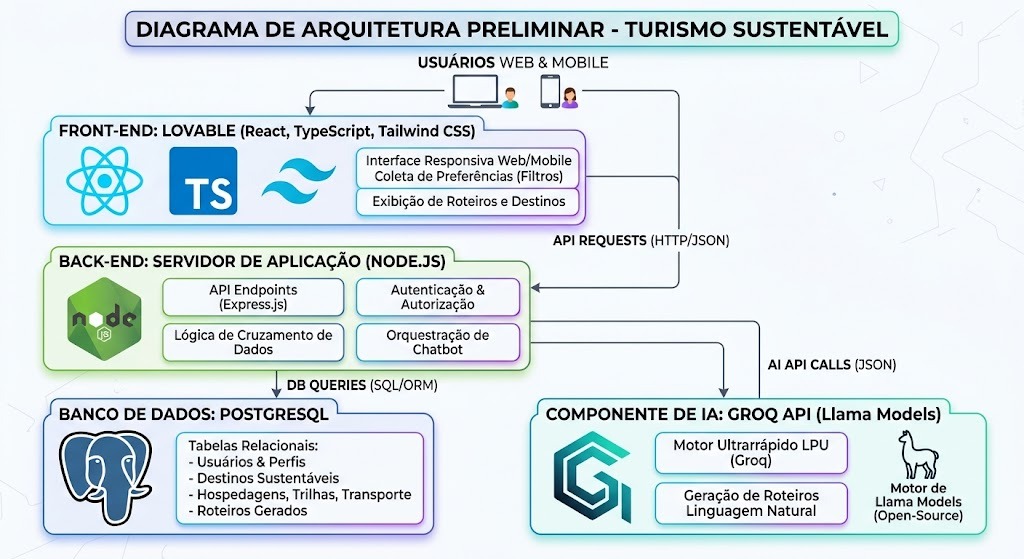 DIAGRAMA DE ARQUITETURA PRELIMINAR - TURISMO SUSTENTÁVEL
USUÁRIOS WEB & MOBILE
FRONT-END: LOVABLE (React, TypeScript, Tailwind CSS)
TS
Interface Responsiva Web/Mobile
Coleta de Preferências (Filtros)
Exibição de Roteiros e Destinos
API REQUESTS (HTTP/JSON)
BACK-END: SERVIDOR DE APLICAÇÃO (NODE.JS)
node
JS
API Endpoints
(Express.js)
Autenticação &
Autorização
Lógica de Cruzamento de
Dados
Orquestração de
Chatbot
AI API CALLS (JSON)
DB QUERIES (SQL/ORM)
BANCO DE DADOS: POSTGRESQL
Tabelas Relacionais:
- Usuários & Perfis
- Destinos Sustentáveis
- Hospedagens, Trilhas, Transporte
- Roteiros Gerados
COMPONENTE DE IA: GROQ API (Llama Models)
Motor Ultrarrápido LPU
(Groq)
Geração de Roteiros
Linguagem Natural
Motor de
Llama Models
(Open-Source)